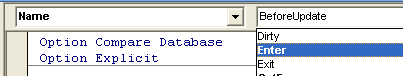 Name BeforeUpdate
Dirty
Option Compare Database Enter
Option Explicit Exit